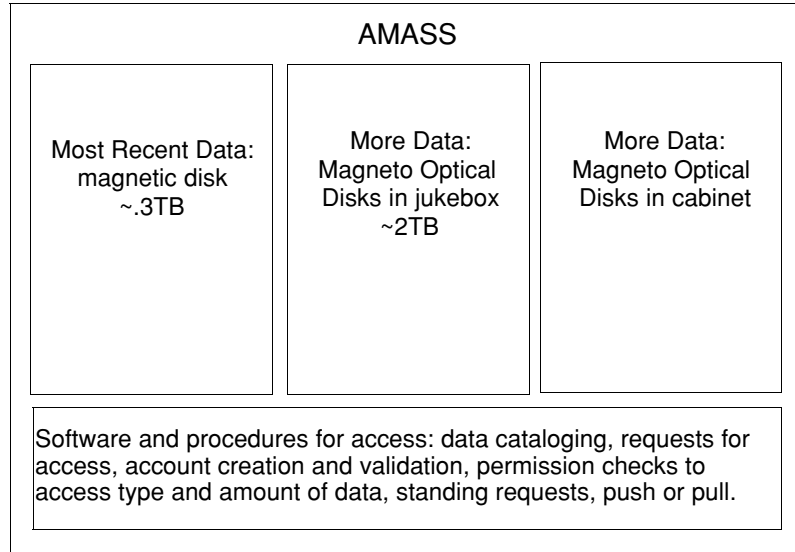 AMASS
Most Recent Data:
magnetic disk
~.3TB
More Data:
Magneto Optical
Disks in jukebox
~2TB
More Data:
Magneto Optical
Disks in cabinet
Software and procedures for access: data cataloging, requests for
access, account creation and validation, permission checks to
access type and amount of data, standing requests, push or pull.